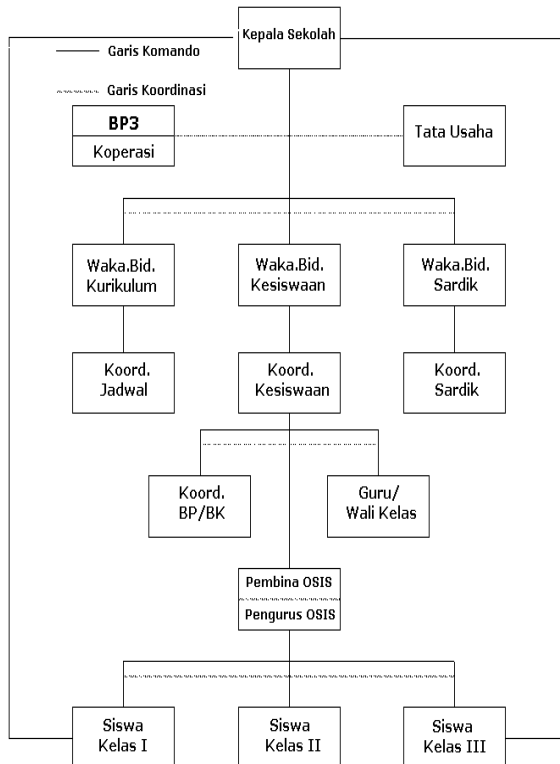 Kepala Sekolah
Garis Komando
Garis Koordinasi
BP3
Koperasi
Tata Usaha
Waka.Bid.
Kurikulum
Waka.Bid.
Kesiswaan
Waka.Bid.
Sardik
Koord.
Jadwal
Koord.
Kesiswaan
Koord.
Sardik
Koord.
BP/BK
Guru/
Wali Kelas
Pembina OSIS
Pengurus OSIS
Siswa
Kelas I
Siswa
Kelas II
Siswa
Kelas III